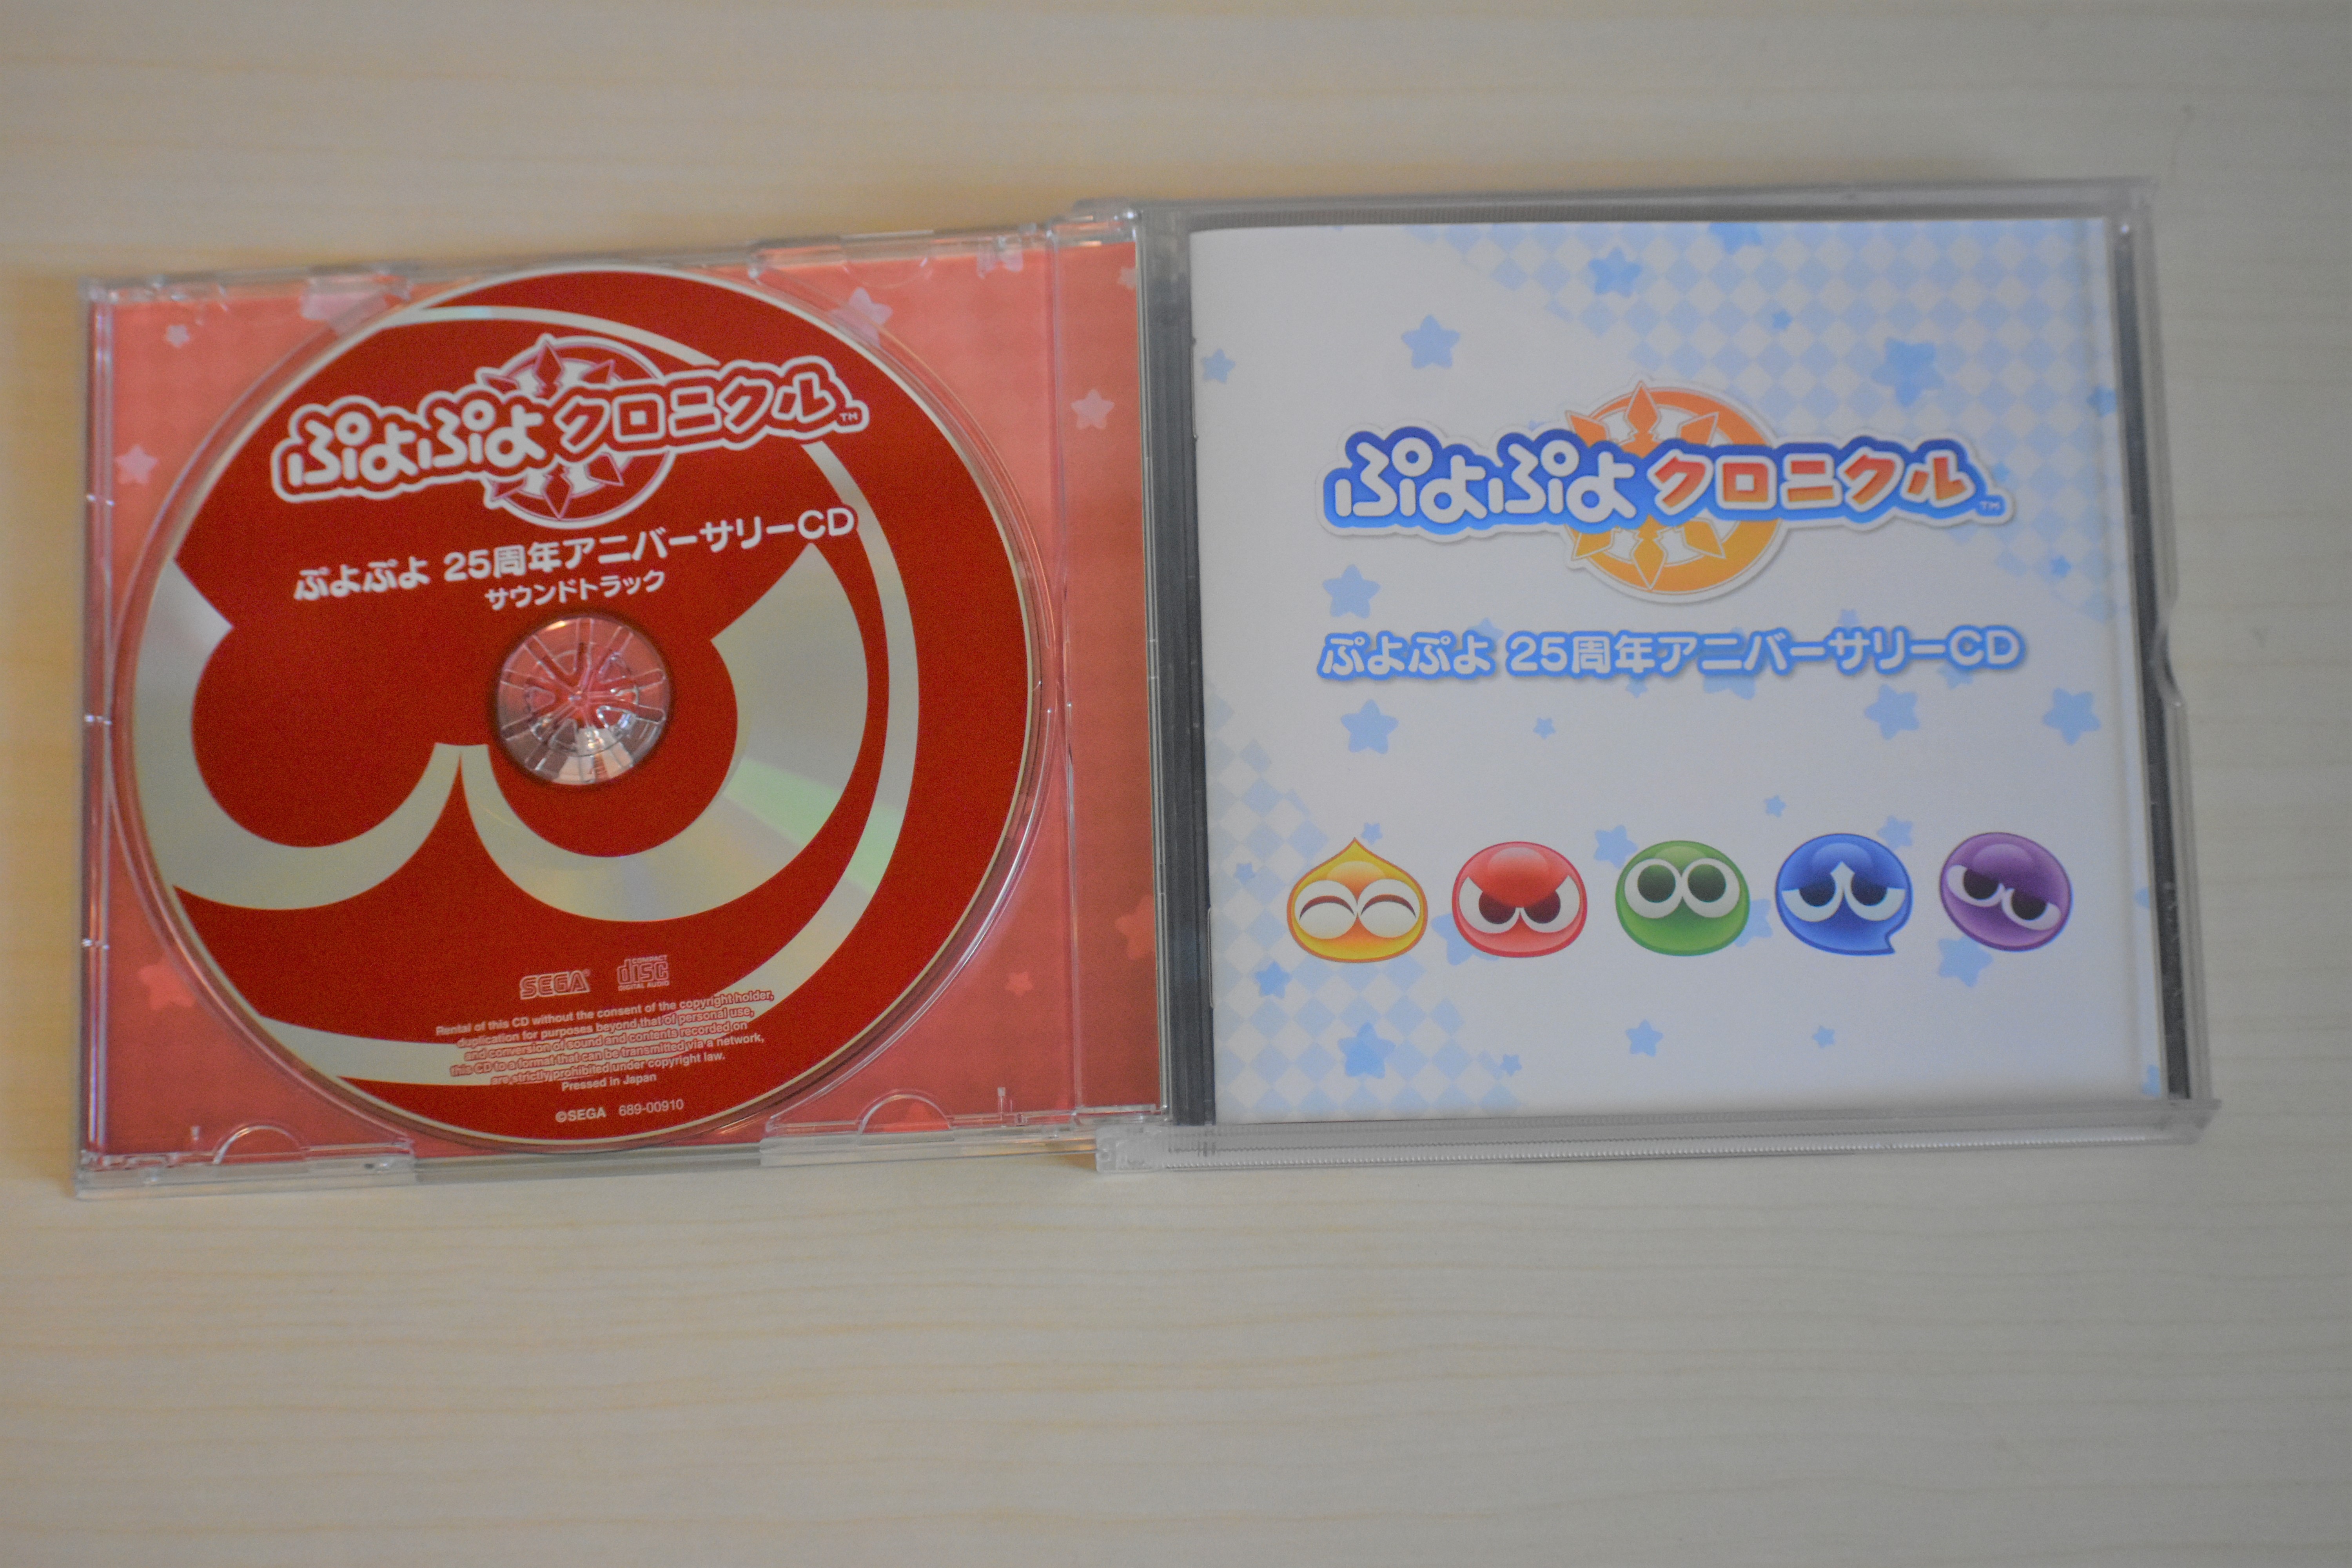 ぷよぷよクロニクル™
ぷよぷよ 25周年アニバーサリーCD
サウンドトラック
SEGA®
COMPACT
disc
DIGITAL AUDIO
Rental of this CD without the consent of the copyright holder,
duplication for purposes beyond that of personal use,
and conversion of sound and contents recorded on
this CD to a format that can be transmitted via a network,
are strictly prohibited under copyright law.
Pressed in Japan
©SEGA 689-00910
ぷよぷよクロニクル™
ぷよぷよ 25周年アニバーサリーCD